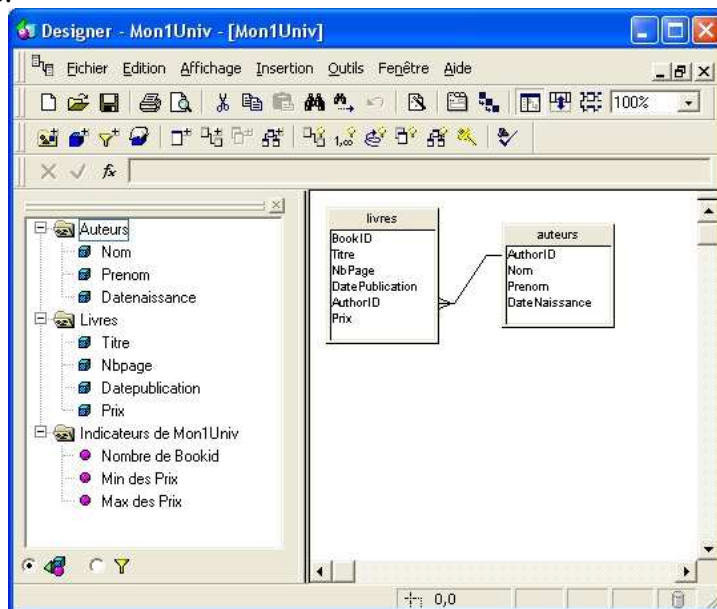 Designer - Mon1Univ - [Mon1Univ]
Fichier Edition Affichage Insertion Outils Fenêtre Aide
100%
Auteurs
Nom
Prenom
Datenaissance
Livres
Titre
Nbpage
Datepublication
Prix
Indicateurs de Mon1Univ
Nombre de Bookid
Min des Prix
Max des Prix
livres
BookID
Titre
NbPage
DatePublication
AuthorID
Prix
auteurs
AuthorID
Nom
Prenom
DateNaissance
0,0